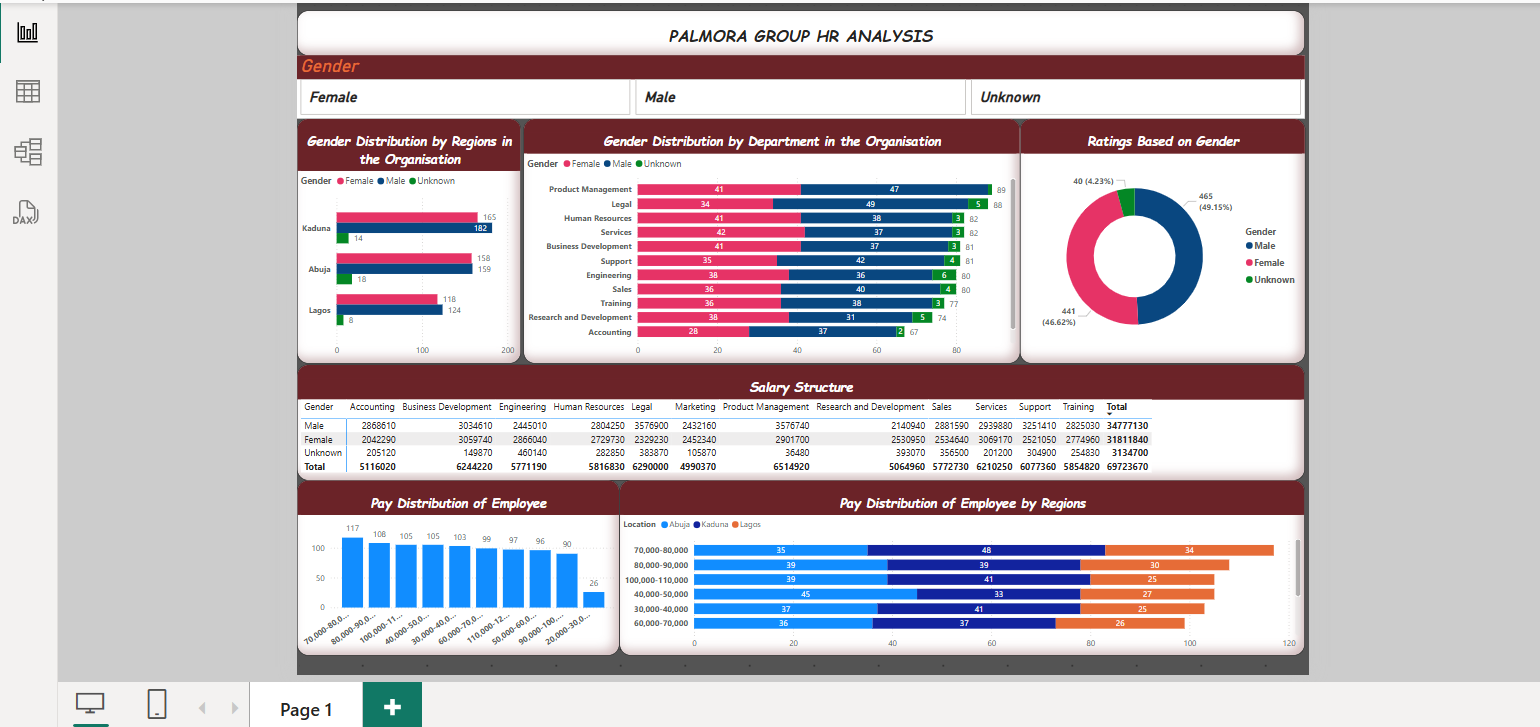 PALMORA GROUP HR ANALYSIS
Gender
Female Male Unknown
Gender Distribution by Regions in
the Organisation
Gender Female Male Unknown
Kaduna
165
182
14
Abuja
158
159
18
Lagos
118
124
8
0 100 200
Gender Distribution by Department in the Organisation
Gender Female Male Unknown
Product Management 41 47 89
Legal 34 49 5 88
Human Resources 41 38 3 82
Services 42 37 3 82
Business Development 41 37 3 81
Support 35 42 4 81
Engineering 38 36 6 80
Sales 36 40 4 80
Training 36 38 3 77
Research and Development 38 31 5 74
Accounting 28 37 2 67
0 20 40 60 80
Ratings Based on Gender
40 (4.23%)
465
(49.15%)
441
(46.62%)
Gender
Male
Female
Unknown
Salary Structure
Gender Accounting Business Development Engineering Human Resources Legal Marketing Product Management Research and Development Sales Services Support Training Total
Male 2868610 3034610 2445010 2804250 3576900 2432160 3576740 2140940 2881590 2939880 3251410 2825030 34777130
Female 2042290 3059740 2866040 2729730 2329230 2452340 2901700 2530950 2534640 3069170 2521050 2774960 31811840
Unknown 205120 149870 460140 282850 383870 105870 36480 393070 356500 201200 304900 254830 3134700
Total 5116020 6244220 5771190 5816830 6290000 4990370 6514920 5064960 5772730 6210250 6077360 5854820 69723670
Pay Distribution of Employee
117 108 105 105 103 99 97 96 90 26
100
50
0
70,000-80,0... 80,000-90,0... 100,000-11... 40,000-50,0... 30,000-40,0... 60,000-70,0... 110,000-12... 50,000-60,0... 90,000-100,... 20,000-30,0...
Pay Distribution of Employee by Regions
Location Abuja Kaduna Lagos
70,000-80,000 35 48 34
80,000-90,000 39 39 30
100,000-110,000 39 41 25
40,000-50,000 45 33 27
30,000-40,000 37 41 25
60,000-70,000 36 37 26
0 20 40 60 80 100 120
DAX
Page 1